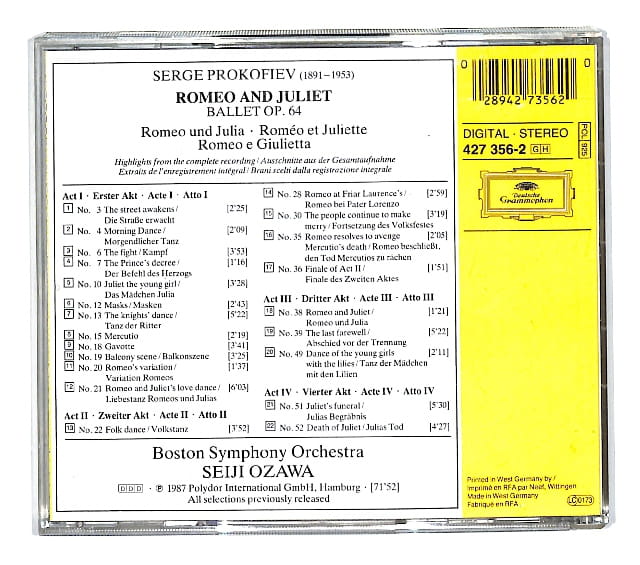 SERGE PROKOFIEV (1891–1953)
ROMEO AND JULIET
BALLET OP. 64
Romeo und Julia · Roméo et Juliette
Romeo e Giulietta
Highlights from the complete recording / Ausschnitte aus der Gesamtaufnahme
Extraits de l'enregistrement intégral / Brani scelti dalla registrazione integrale
Act I · Erster Akt · Acte I · Atto I
1 No. 3 The street awakens / [2'25]
Die Straße erwacht
2 No. 4 Morning Dance / [2'09]
Morgendlicher Tanz
3 No. 6 The fight / Kampf [3'53]
4 No. 7 The Prince's decree / [1'16]
Der Befehl des Herzogs
5 No. 10 Juliet the young girl / [3'28]
Das Mädchen Julia
6 No. 12 Masks / Masken [2'43]
7 No. 13 The knights' dance / [5'22]
Tanz der Ritter
8 No. 15 Mercutio [2'19]
9 No. 18 Gavotte [3'41]
10 No. 19 Balcony scene / Balkonszene [3'25]
11 No. 20 Romeo's variation / [1'37]
Variation Romeos
12 No. 21 Romeo and Juliet's love dance / [6'03]
Liebestanz Romeos und Julias
Act II · Zweiter Akt · Acte II · Atto II
13 No. 22 Folk dance / Volkstanz [3'52]
14 No. 28 Romeo at Friar Laurence's / [2'59]
Romeo bei Pater Lorenzo
15 No. 30 The people continue to make [3'19]
merry / Fortsetzung des Volksfestes
16 No. 35 Romeo resolves to avenge [2'05]
Mercutio's death / Romeo beschließt,
den Tod Mercutios zu rächen
17 No. 36 Finale of Act II / [1'51]
Finale des Zweiten Aktes
Act III · Dritter Akt · Acte III · Atto III
18 No. 38 Romeo and Juliet / [1'21]
Romeo und Julia
19 No. 39 The last farewell / [5'22]
Abschied vor der Trennung
20 No. 49 Dance of the young girls [2'11]
with the lilies / Tanz der Mädchen
mit den Lilien
Act IV · Vierter Akt · Acte IV · Atto IV
21 No. 51 Juliet's funeral / [5'30]
Julias Begräbnis
22 No. 52 Death of Juliet / Julias Tod [4'27]
Boston Symphony Orchestra
SEIJI OZAWA
DDD · ℗ 1987 Polydor International GmbH, Hamburg · [71'52]
All selections previously released
0 28942 73562 0
DIGITAL · STEREO
427 356-2 GH
POL 925
Deutsche
Grammophon
Printed in West Germany by /
Imprimé en RFA par Neef, Wittingen
Made in West Germany
Fabriqué en RFA
LC 0173